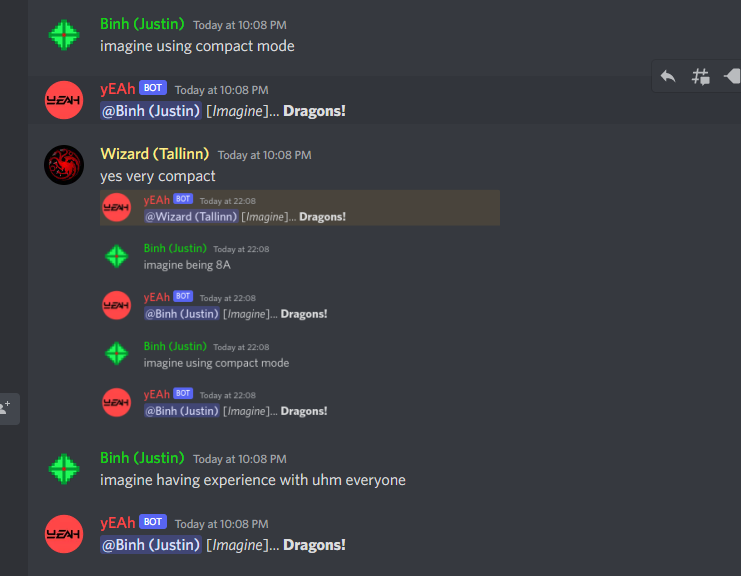 Binh (Justin) Today at 10:08 PM
imagine using compact mode
YEAH
yEAh BOT Today at 10:08 PM
@Binh (Justin) [Imagine]... Dragons!
Wizard (Tallinn) Today at 10:08 PM
yes very compact
YEAH
yEAh BOT Today at 22:08
@Wizard (Tallinn) [Imagine]... Dragons!
Binh (Justin) Today at 22:08
imagine being 8A
YEAH
yEAh BOT Today at 22:08
@Binh (Justin) [Imagine]... Dragons!
Binh (Justin) Today at 22:08
imagine using compact mode
YEAH
yEAh BOT Today at 22:08
@Binh (Justin) [Imagine]... Dragons!
Binh (Justin) Today at 10:08 PM
imagine having experience with uhm everyone
YEAH
yEAh BOT Today at 10:08 PM
@Binh (Justin) [Imagine]... Dragons!